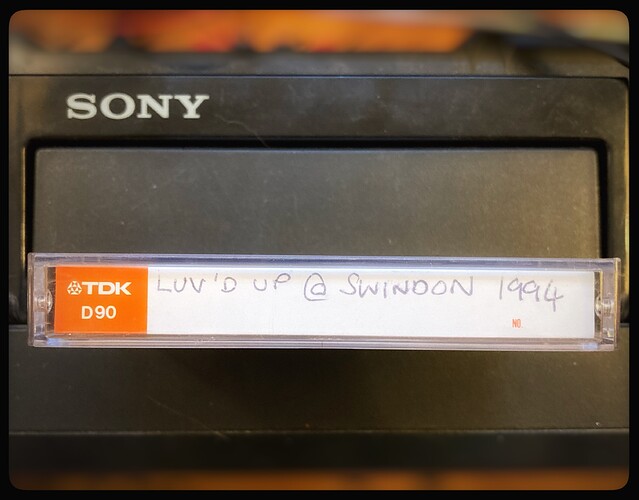 SONY
TDK
D90
LUV'D UP @ SWINDON 1994
NO.